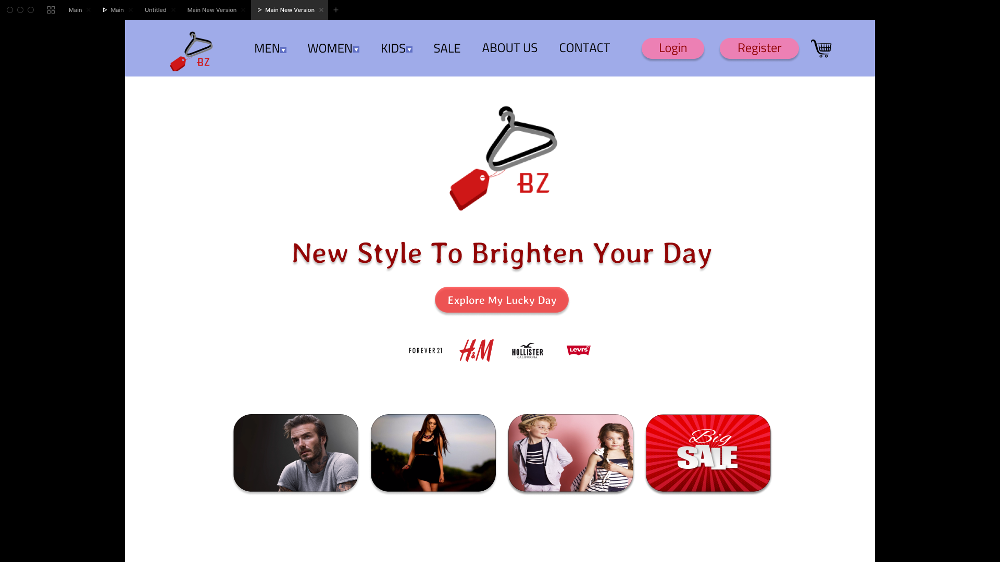 Main
Main
Untitled
Main New Version
Main New Version
BZ
MEN
WOMEN
KIDS
SALE
ABOUT US
CONTACT
Login
Register
BZ
New Style To Brighten Your Day
Explore My Lucky Day
FOREVER 21
H&M
HOLLISTER
CALIFORNIA
LEVI'S
Big
SALE